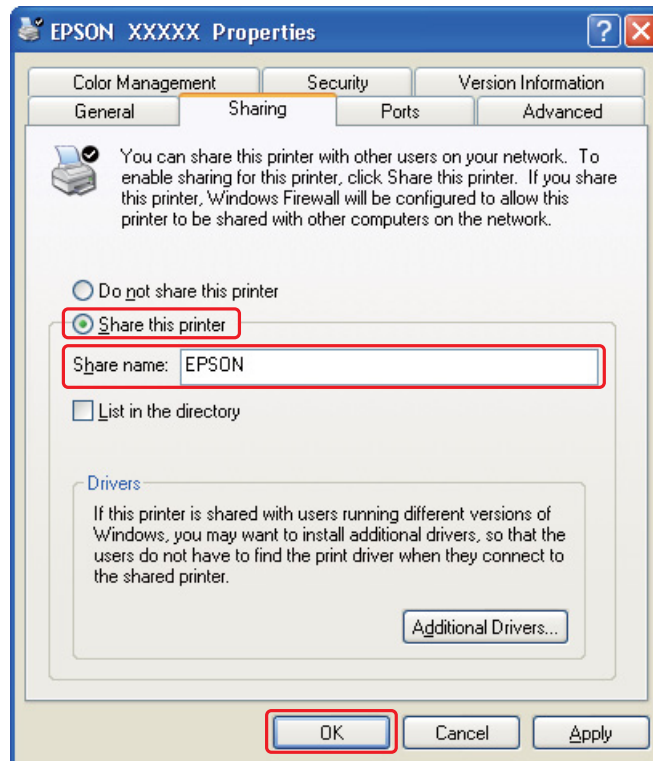 EPSON XXXXX Properties
Color Management Security Version Information
General Sharing Ports Advanced
You can share this printer with other users on your network. To
enable sharing for this printer, click Share this printer. If you share
this printer, Windows Firewall will be configured to allow this
printer to be shared with other computers on the network.
Do not share this printer
Share this printer
Share name: EPSON
List in the directory
Drivers
If this printer is shared with users running different versions of
Windows, you may want to install additional drivers, so that the
users do not have to find the print driver when they connect to
the shared printer.
Additional Drivers...
OK Cancel Apply